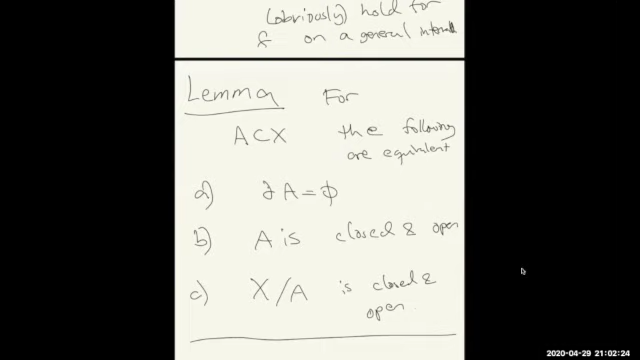 (obviously) hold for
f on a general interval
Lemma For
A ⊂ X the following
are equivalent
a) ∂A = ϕ
b) A is closed & open
c) X/A is closed &
open.
2020-04-29 21:02:24